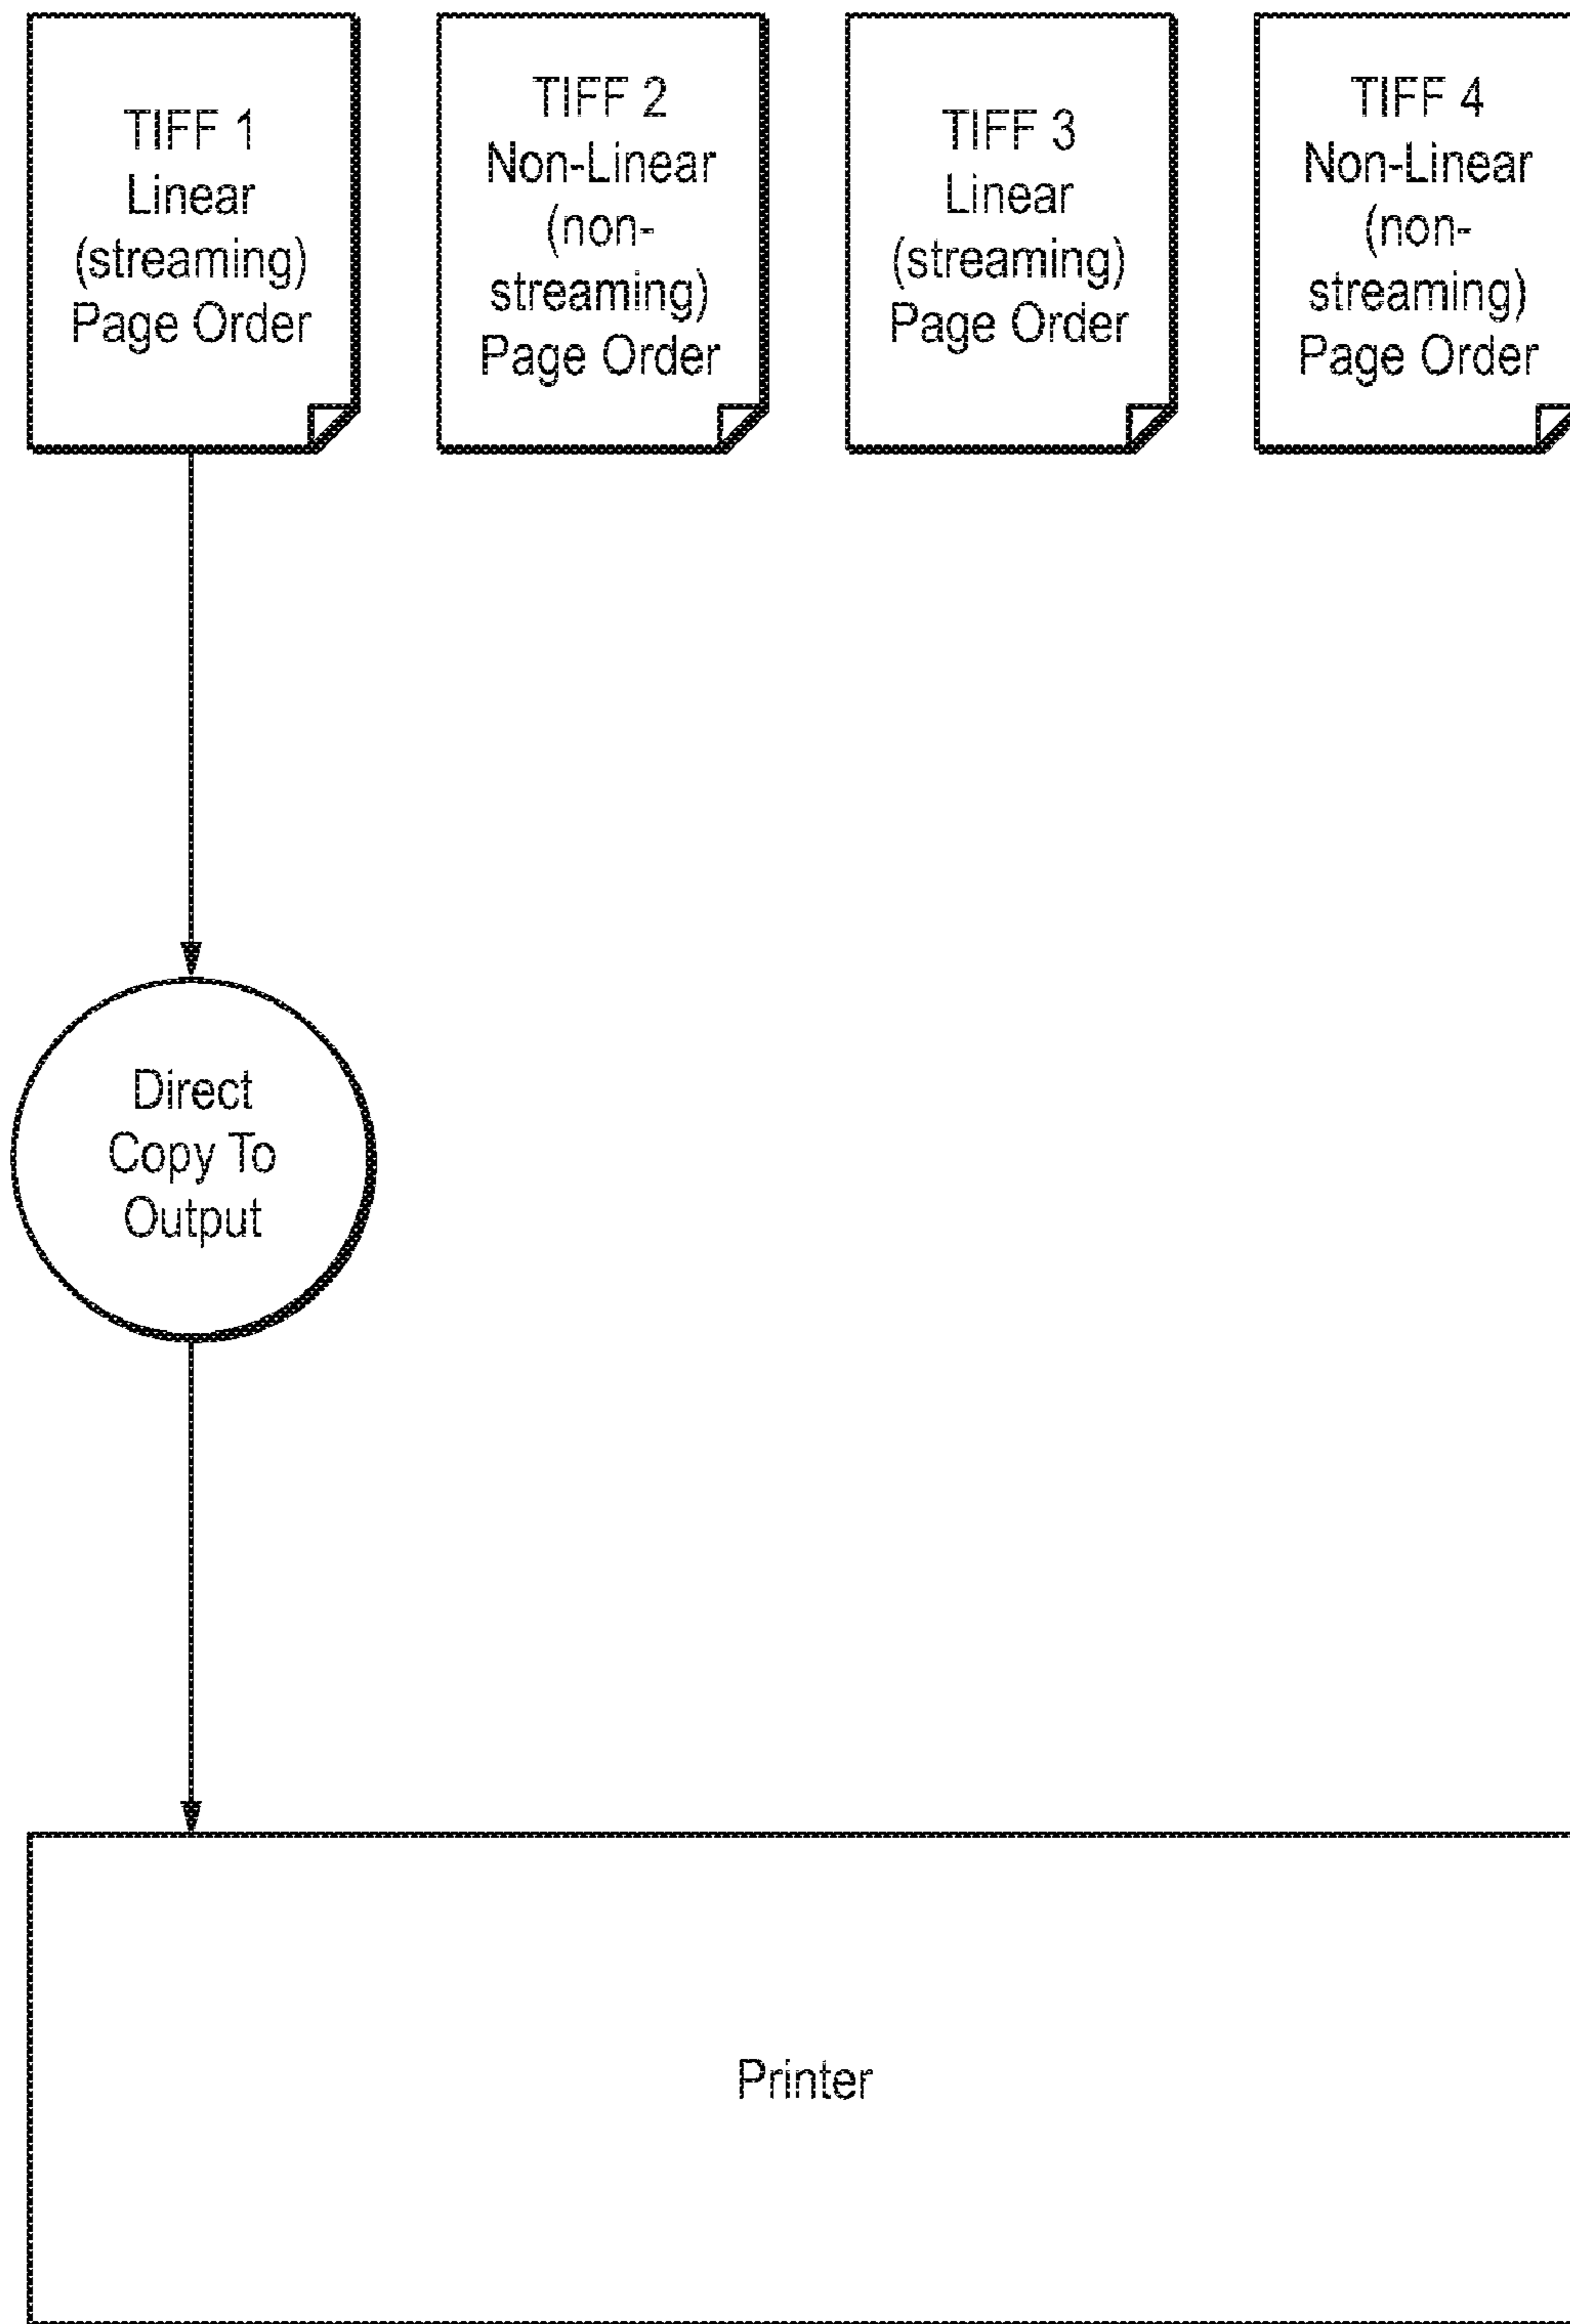 TIFF 1
Linear
(streaming)
Page Order
TIFF 2
Non-Linear
(non-
streaming)
Page Order
TIFF 3
Linear
(streaming)
Page Order
TIFF 4
Non-Linear
(non-
streaming)
Page Order
Direct
Copy To
Output
Printer